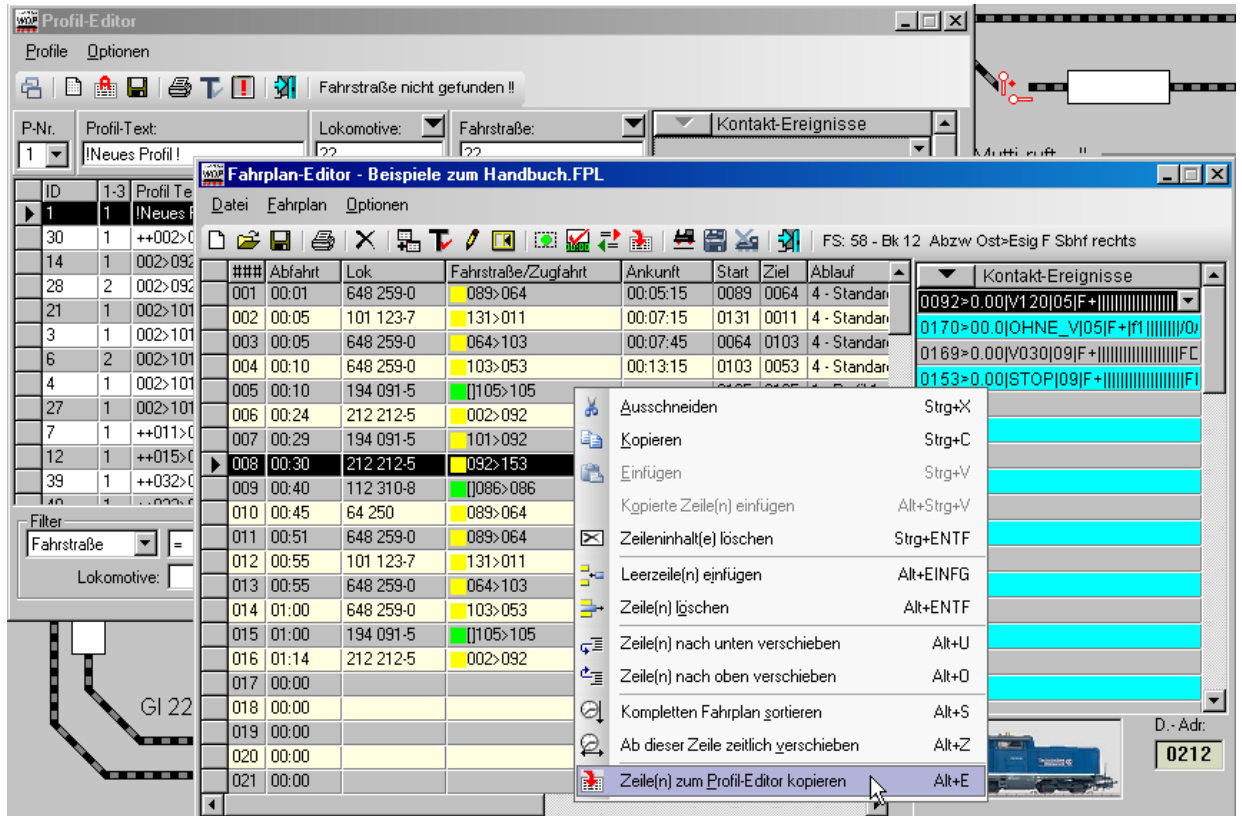 WDP Profil-Editor
Profile Optionen
Fahrstraße nicht gefunden !!
P-Nr. Profil-Text: Lokomotive: Fahrstraße: Kontakt-Ereignisse
1 !Neues Profil ! ?? ??
ID 1-3 Profil Te
1 1 !Neues
30 1 ++002>0
14 1 002>092
28 2 002>092
21 1 002>101
3 1 002>101
6 2 002>101
4 1 002>101
27 1 002>101
7 1 ++011>0
12 1 ++015>0
39 1 ++032>0
Filter
Fahrstraße =
Lokomotive:
Gl 22
WDP Fahrplan-Editor - Beispiele zum Handbuch.FPL
Datei Fahrplan Optionen
FS: 58 - Bk 12 Abzw Ost>Esig F Sbhf rechts
### Abfahrt Lok Fahrstraße/Zugfahrt Ankunft Start Ziel Ablauf
001 00:01 648 259-0 089>064 00:05:15 0089 0064 4 - Standar
002 00:05 101 123-7 131>011 00:07:15 0131 0011 4 - Standar
003 00:05 648 259-0 064>103 00:07:45 0064 0103 4 - Standar
004 00:10 648 259-0 103>053 00:13:15 0103 0053 4 - Standar
005 00:10 194 091-5 []105>105
006 00:24 212 212-5 002>092
007 00:29 194 091-5 101>092
008 00:30 212 212-5 092>153
009 00:40 112 310-8 []086>086
010 00:45 64 250 089>064
011 00:51 648 259-0 089>064
012 00:55 101 123-7 131>011
013 00:55 648 259-0 064>103
014 01:00 648 259-0 103>053
015 01:00 194 091-5 []105>105
016 01:14 212 212-5 002>092
017 00:00
018 00:00
019 00:00
020 00:00
021 00:00
Kontakt-Ereignisse
0092>0.00|V120|05|F+||||||||||||||||||
0170>00.0|OHNE_V|05|F+|f1||||||||/0/
0169>0.00|V030|09|F+||||||||||||||||||FD
0153>0.00|STOP|09|F+||||||||||||||||||F
Ausschneiden Strg+X
Kopieren Strg+C
Einfügen Strg+V
Kopierte Zeile(n) einfügen Alt+Strg+V
Zeileninhalt(e) löschen Strg+ENTF
Leerzeile(n) einfügen Alt+EINFG
Zeile(n) löschen Alt+ENTF
Zeile(n) nach unten verschieben Alt+U
Zeile(n) nach oben verschieben Alt+O
Kompletten Fahrplan sortieren Alt+S
Ab dieser Zeile zeitlich verschieben Alt+Z
Zeile(n) zum Profil-Editor kopieren Alt+E
D.- Adr:
0212